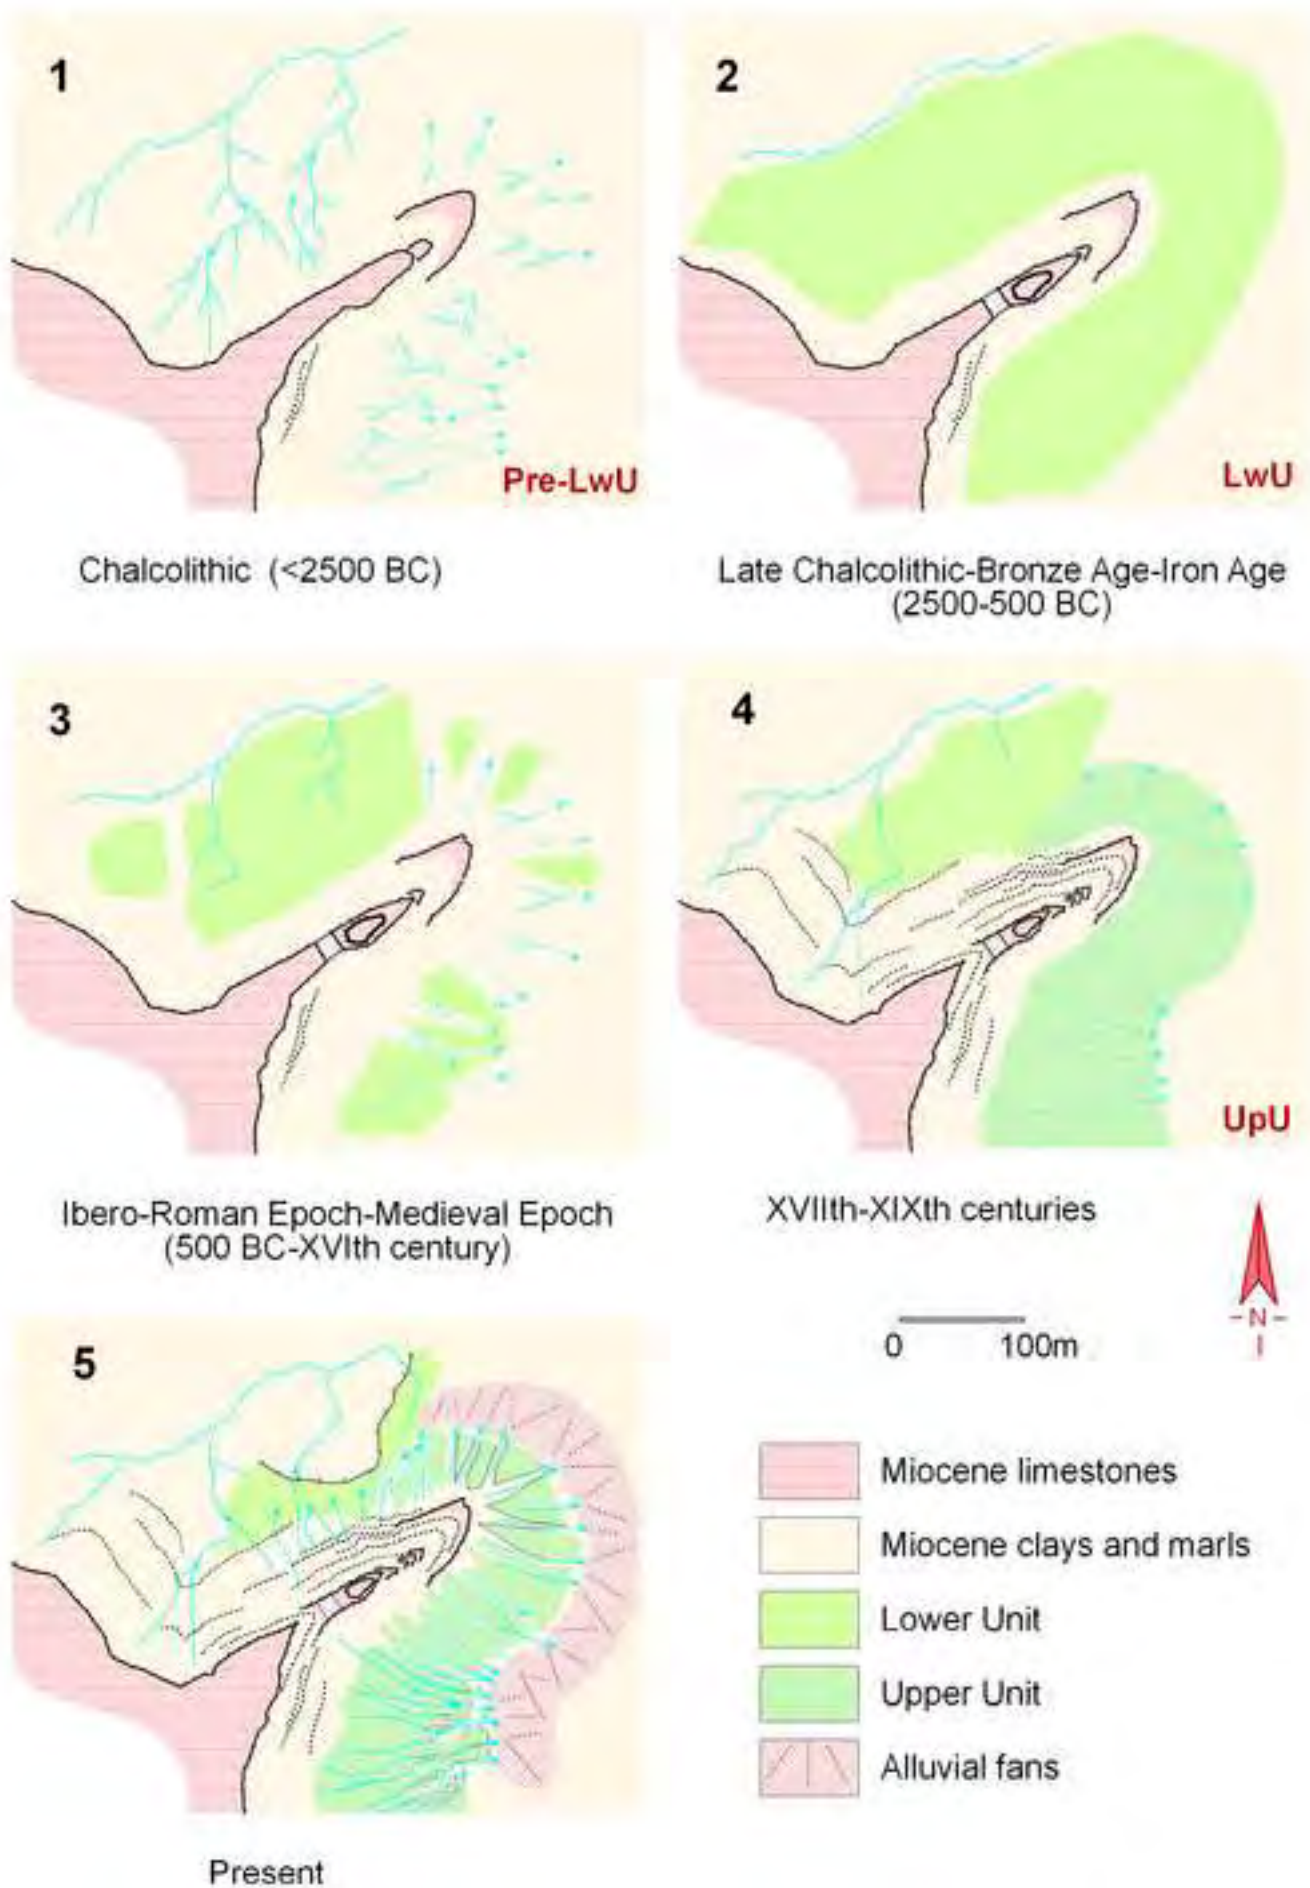 1
Pre-LwU
Chalcolithic (<2500 BC)
2
LwU
Late Chalcolithic-Bronze Age-Iron Age
(2500-500 BC)
3
Ibero-Roman Epoch-Medieval Epoch
(500 BC-XVIth century)
4
UpU
XVIIth-XIXth centuries
0 100m
-N-
5
Present
Miocene limestones
Miocene clays and marls
Lower Unit
Upper Unit
Alluvial fans